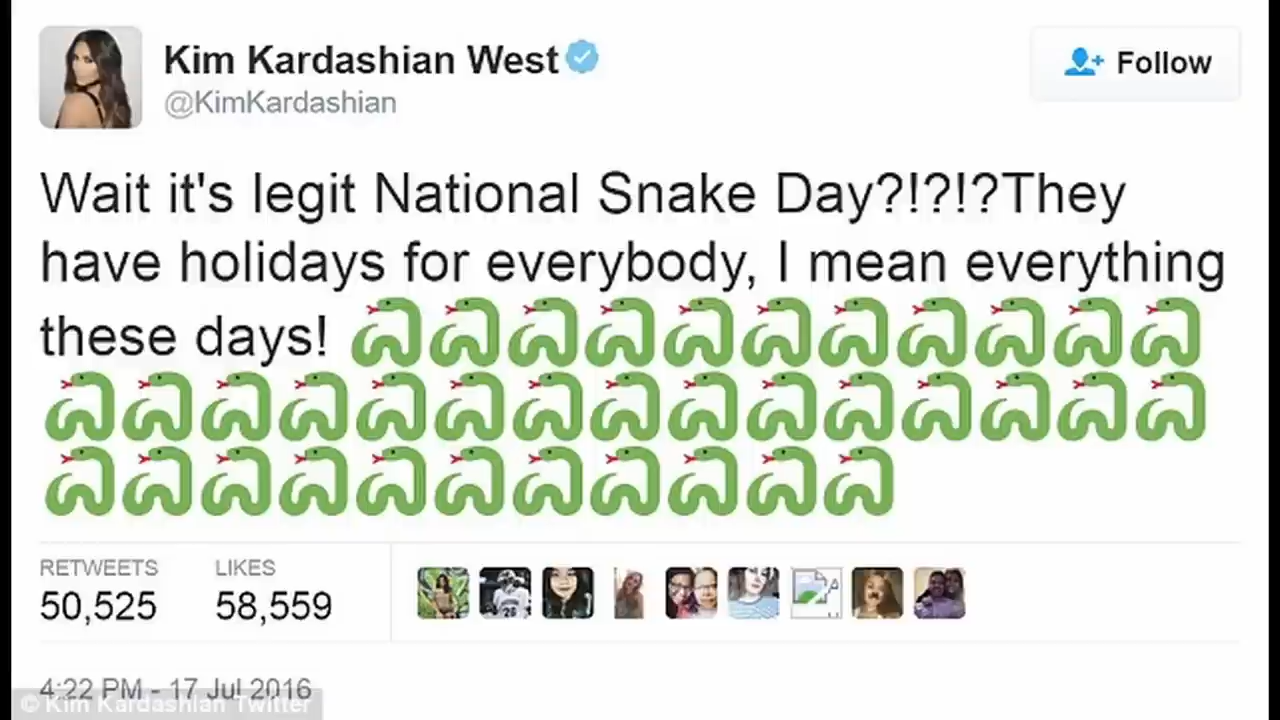 Kim Kardashian West
@KimKardashian
Follow
Wait it's legit National Snake Day?!?!?They
have holidays for everybody, I mean everything
these days! 🐍🐍🐍🐍🐍🐍🐍🐍🐍🐍🐍
🐍🐍🐍🐍🐍🐍🐍🐍🐍🐍🐍🐍🐍🐍🐍
🐍🐍🐍🐍🐍🐍🐍🐍🐍🐍🐍
RETWEETS LIKES
50,525 58,559
4:22 PM - 17 Jul 2016
© Kim Kardashian Twitter